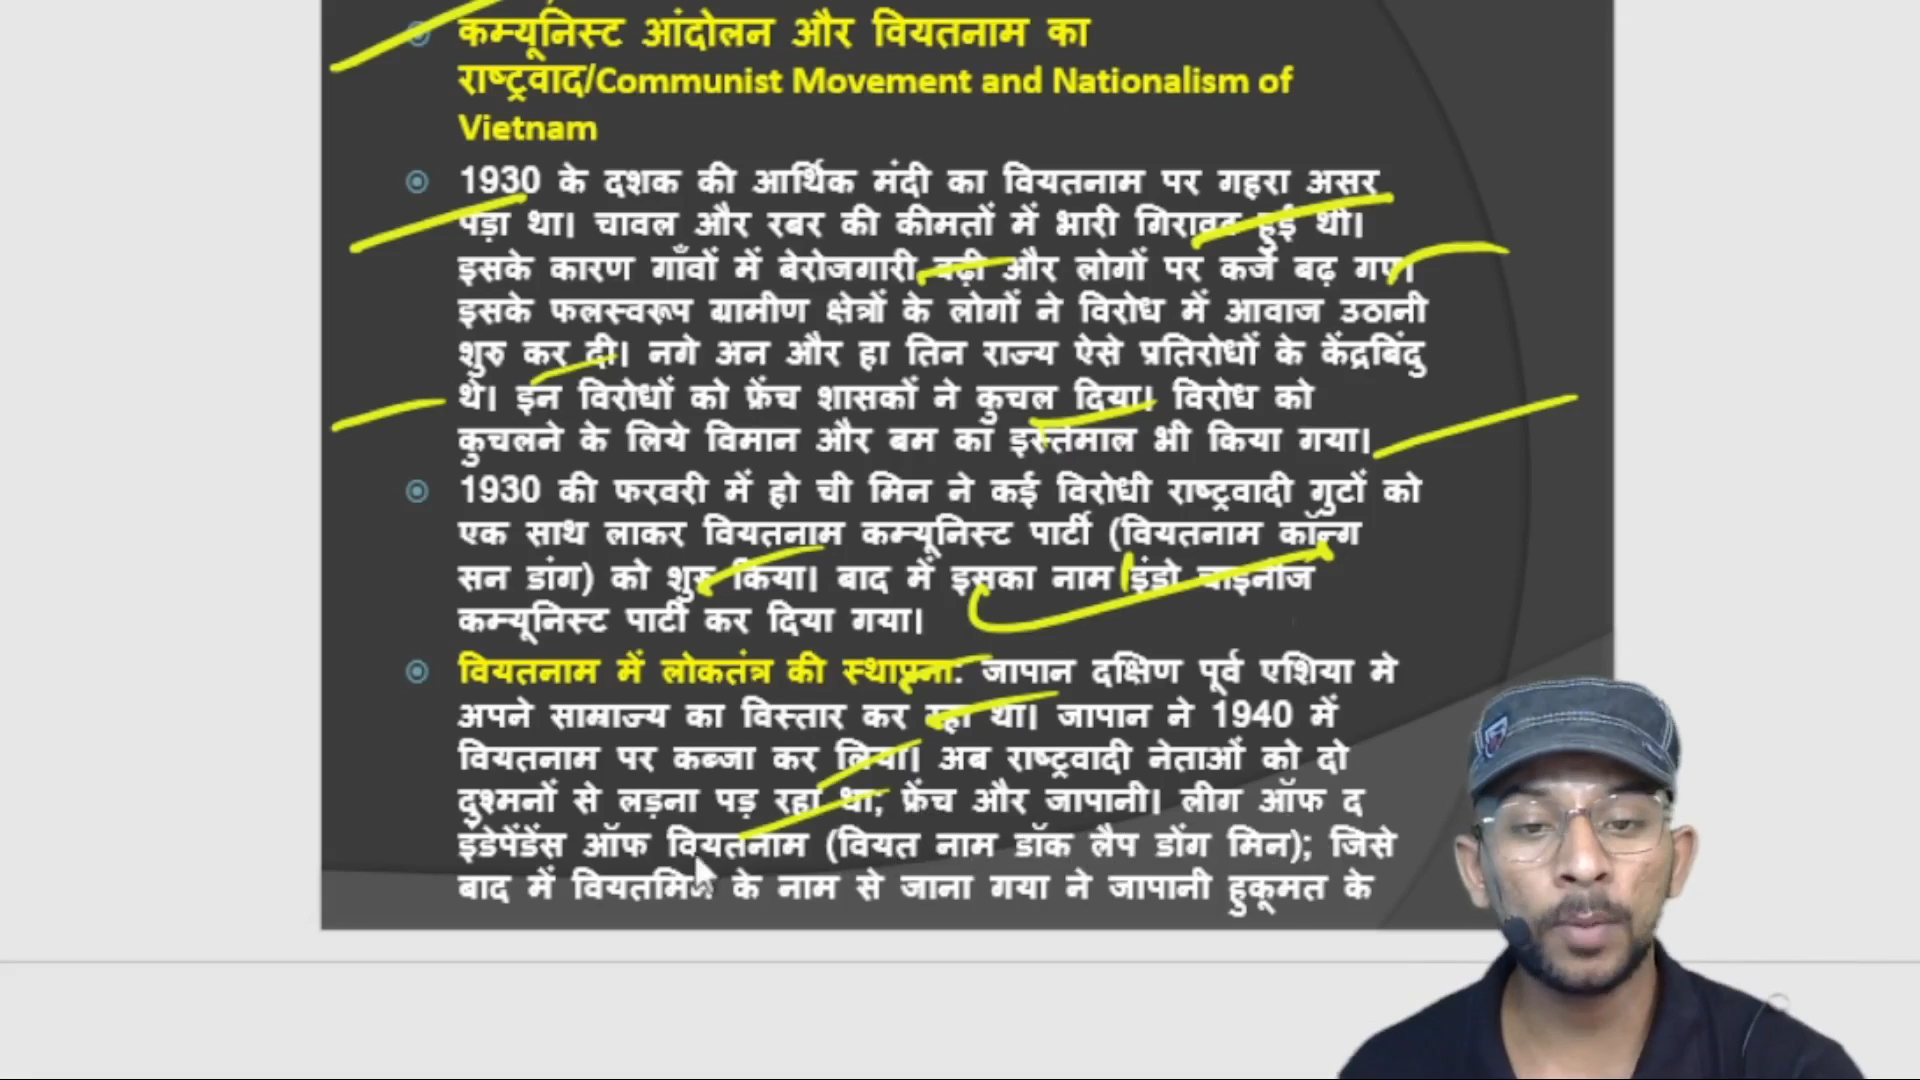 कम्यूनिस्ट आंदोलन और वियतनाम का
राष्ट्रवाद/Communist Movement and Nationalism of
Vietnam
1930 के दशक की आर्थिक मंदी का वियतनाम पर गहरा असर
पड़ा था। चावल और रबर की कीमतों में भारी गिरावट हुई थी।
इसके कारण गाँवों में बेरोजगारी बढ़ी और लोगों पर कर्जे बढ़ गए।
इसके फलस्वरूप ग्रामीण क्षेत्रों के लोगों ने विरोध में आवाज उठानी
शुरु कर दी। नगे अन और हा तिन राज्य ऐसे प्रतिरोधों के केंद्रबिंदु
थे। इन विरोधों को फ्रेंच शासकों ने कुचल दिया। विरोध को
कुचलने के लिये विमान और बम का इस्तेमाल भी किया गया।
1930 की फरवरी में हो ची मिन ने कई विरोधी राष्ट्रवादी गुटों को
एक साथ लाकर वियतनाम कम्यूनिस्ट पार्टी (वियतनाम कॉन्ग
सन डांग) को शुरु किया। बाद में इसका नाम इंडो चाइनीज
कम्यूनिस्ट पार्टी कर दिया गया।
वियतनाम में लोकतंत्र की स्थापना: जापान दक्षिण पूर्व एशिया मे
अपने साम्राज्य का विस्तार कर रहा था। जापान ने 1940 में
वियतनाम पर कब्जा कर लिया। अब राष्ट्रवादी नेताओं को दो
दुश्मनों से लड़ना पड़ रहा था; फ्रेंच और जापानी। लीग ऑफ द
इंडेपेंडेंस ऑफ वियतनाम (वियत नाम डॉक लैप डोंग मिन); जिसे
बाद में वियतमिन के नाम से जाना गया ने जापानी हुकूमत के